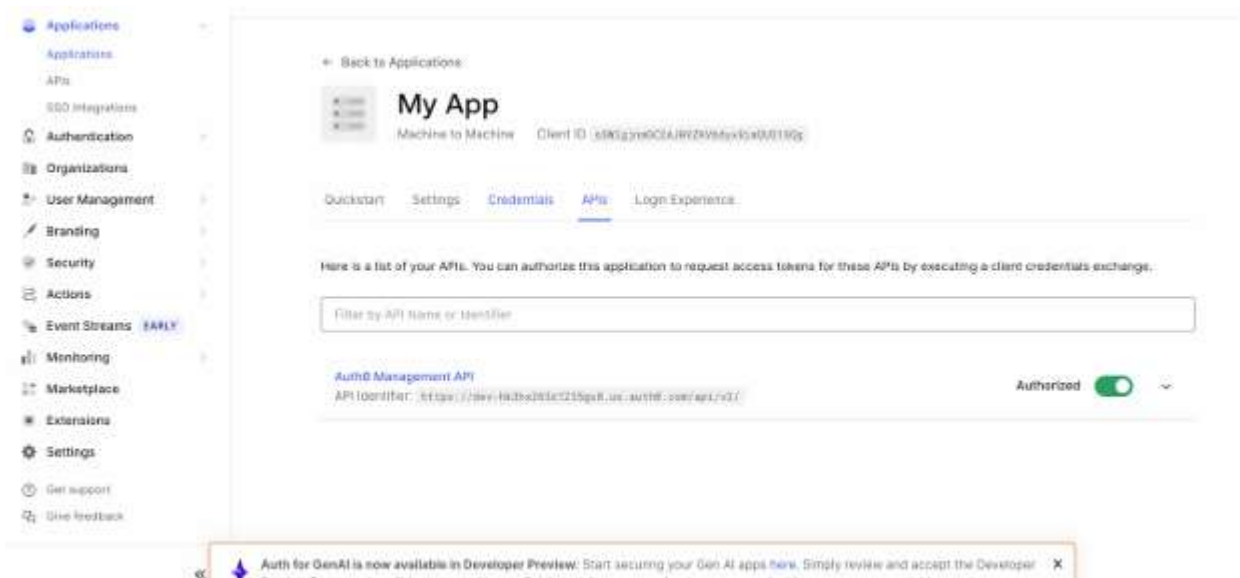 Applications
Applications
APIs
SSO Integrations
Authentication
Organizations
User Management
Branding
Security
Actions
Event Streams EARLY
Monitoring
Marketplace
Extensions
Settings
Get support
Give feedback
← Back to Applications
My App
Machine to Machine Client ID
Quickstart Settings Credentials APIs Login Experience
Here is a list of your APIs. You can authorize this application to request access tokens for these APIs by executing a client credentials exchange.
Filter by API Name or Identifier
Auth0 Management API
Authorized
API Identifier:
Auth for GenAI is now available in Developer Preview: Start securing your Gen AI apps here. Simply review and accept the Developer